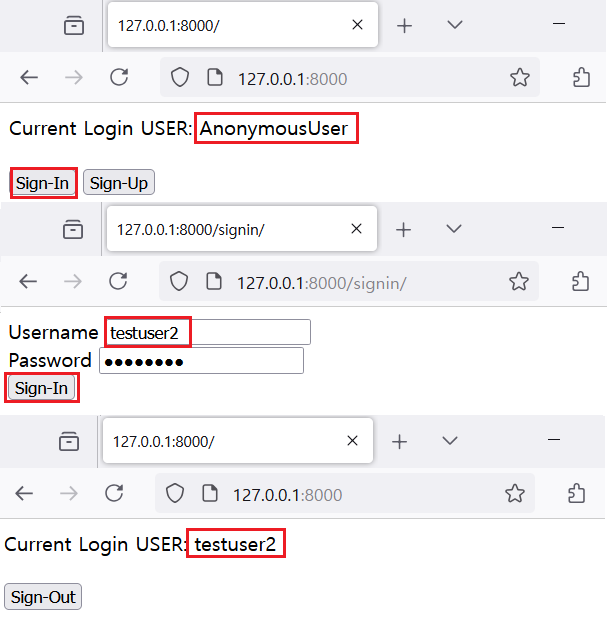 127.0.0.1:8000/
127.0.0.1:8000
Current Login USER: AnonymousUser
Sign-In Sign-Up
127.0.0.1:8000/signin/
127.0.0.1:8000/signin/
Username testuser2
Password ●●●●●●●●
Sign-In
127.0.0.1:8000/
127.0.0.1:8000
Current Login USER: testuser2
Sign-Out